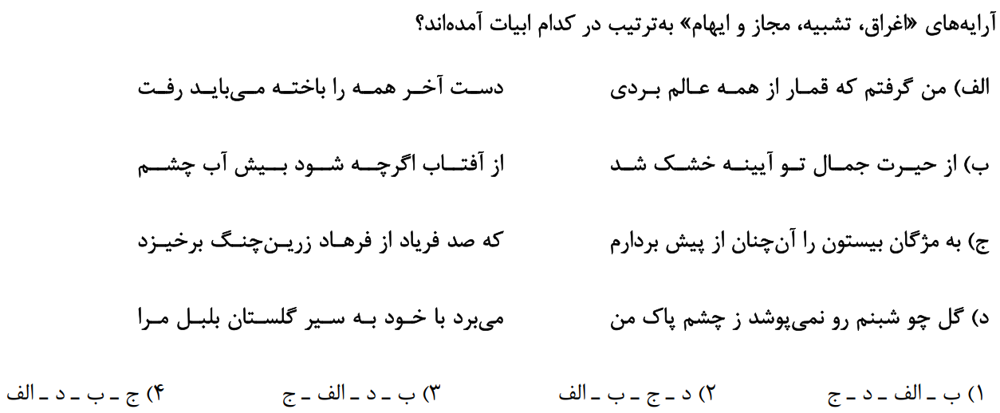 آرایه‌های «اغراق، تشبیه، مجاز و ایهام» به‌ترتیب در کدام ابیات آمده‌اند؟
الف) من گرفتم که قمار از همه عالم بردی دست آخر همه را باخته می‌باید رفت
ب) از حیرت جمال تو آیینه خشک شد از آفتاب اگرچه شود بیش آب چشم
ج) به مژگان بیستون را آن‌چنان از پیش بردارم که صد فریاد از فرهاد زرین‌چنگ برخیزد
د) گل چو شبنم رو نمی‌پوشد ز چشم پاک من می‌برد با خود به سیر گلستان بلبل مرا
۱) ب ـ الف ـ د ـ ج ۲) د ـ ج ـ ب ـ الف ۳) ب ـ د ـ الف ـ ج ۴) ج ـ ب ـ د ـ الف